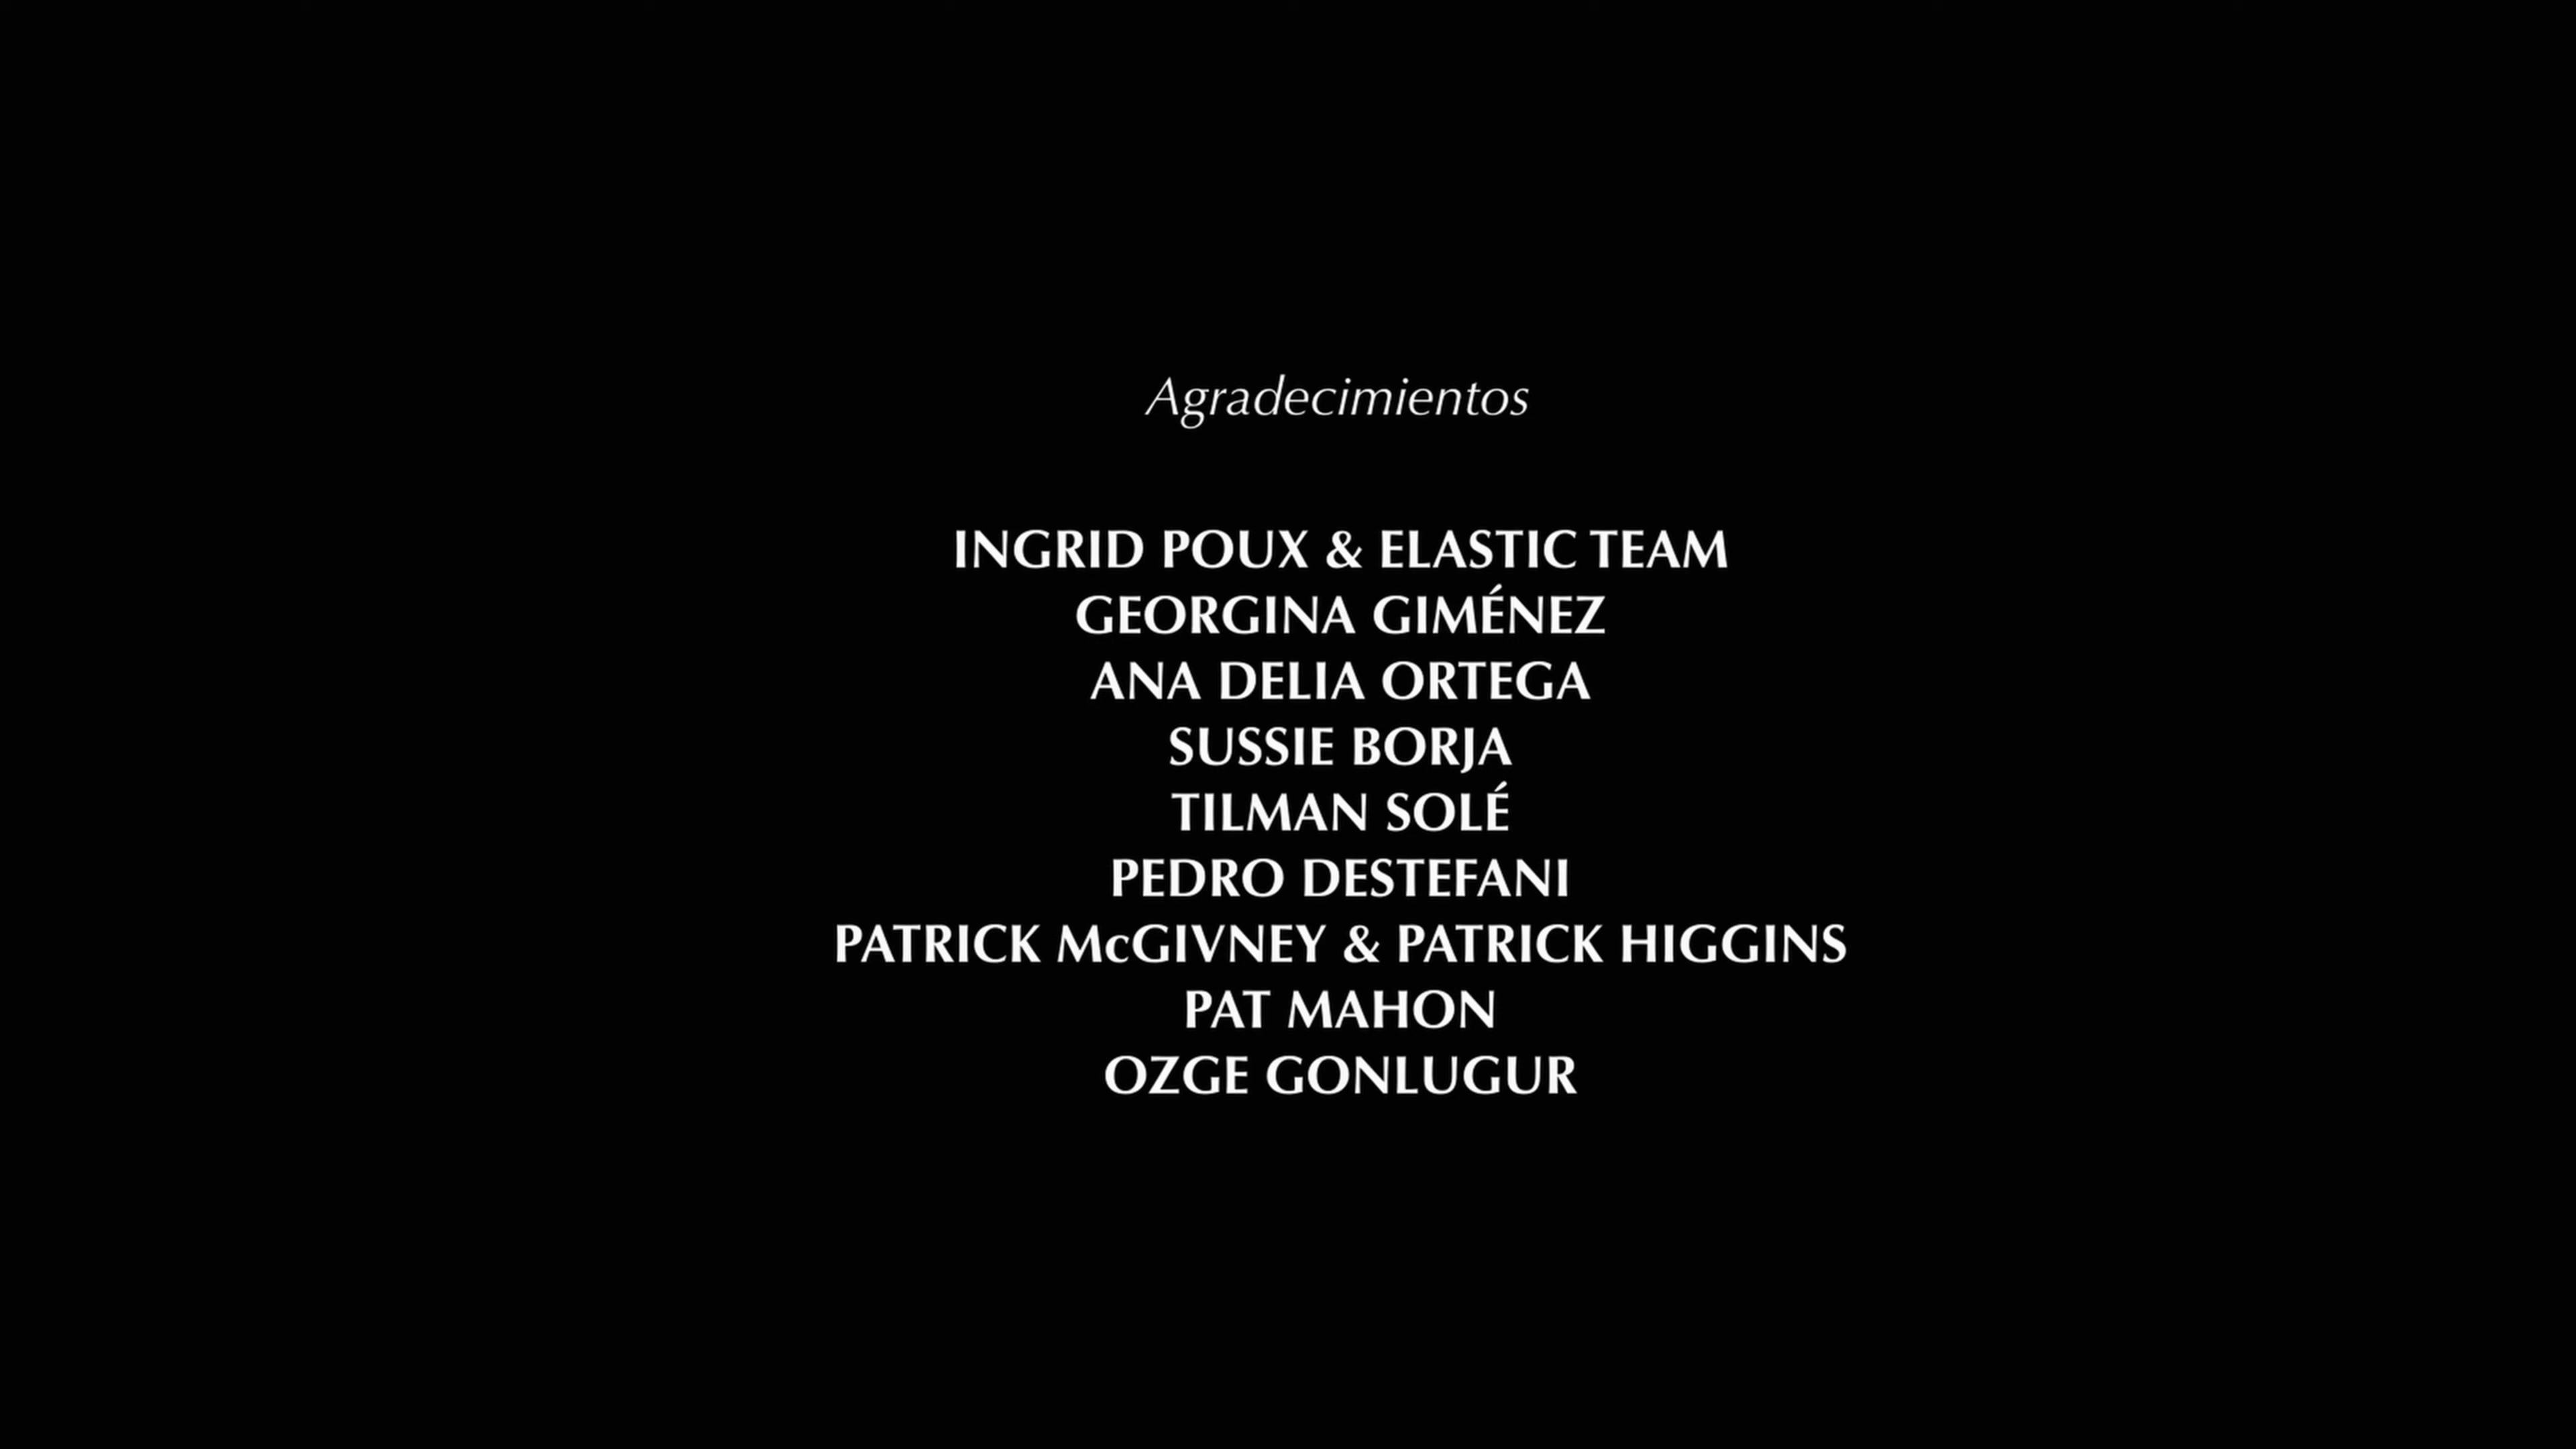 Agradecimientos
INGRID POUX & ELASTIC TEAM
GEORGINA GIMÉNEZ
ANA DELIA ORTEGA
SUSSIE BORJA
TILMAN SOLÉ
PEDRO DESTEFANI
PATRICK McGIVNEY & PATRICK HIGGINS
PAT MAHON
OZGE GONLUGUR